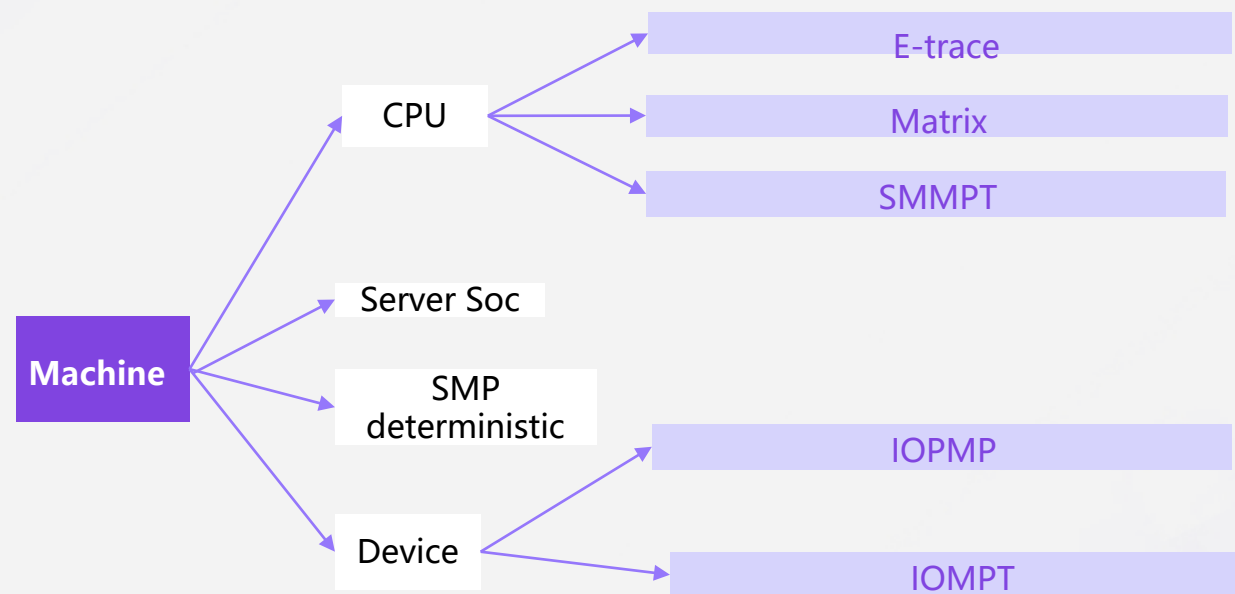 E-trace
CPU
Matrix
SMMPT
Server Soc
Machine
SMP
deterministic
IOPMP
Device
IOMPT